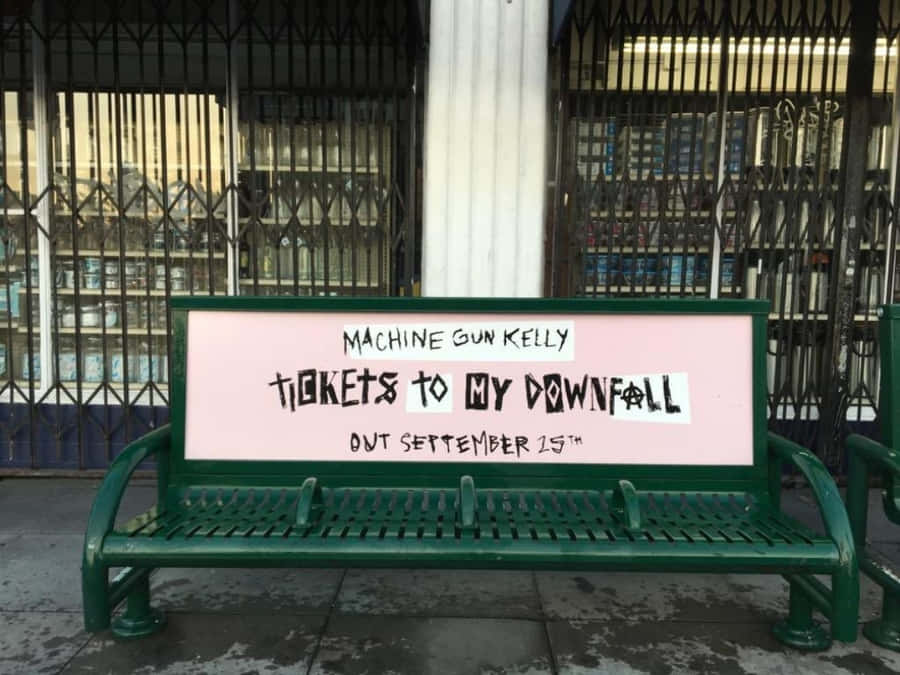 MACHINE GUN KELLY
TICKETS TO MY DOWNFALL
OUT SEPTEMBER 25TH